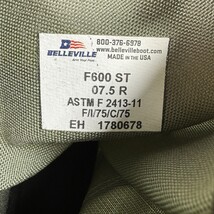 BELLEVILLE
800-376-6978
www.bellevilleboot.com
MADE IN THE USA
F600 ST
07.5 R
ASTM F 2413-11
F/I/75/C/75
EH 1780678